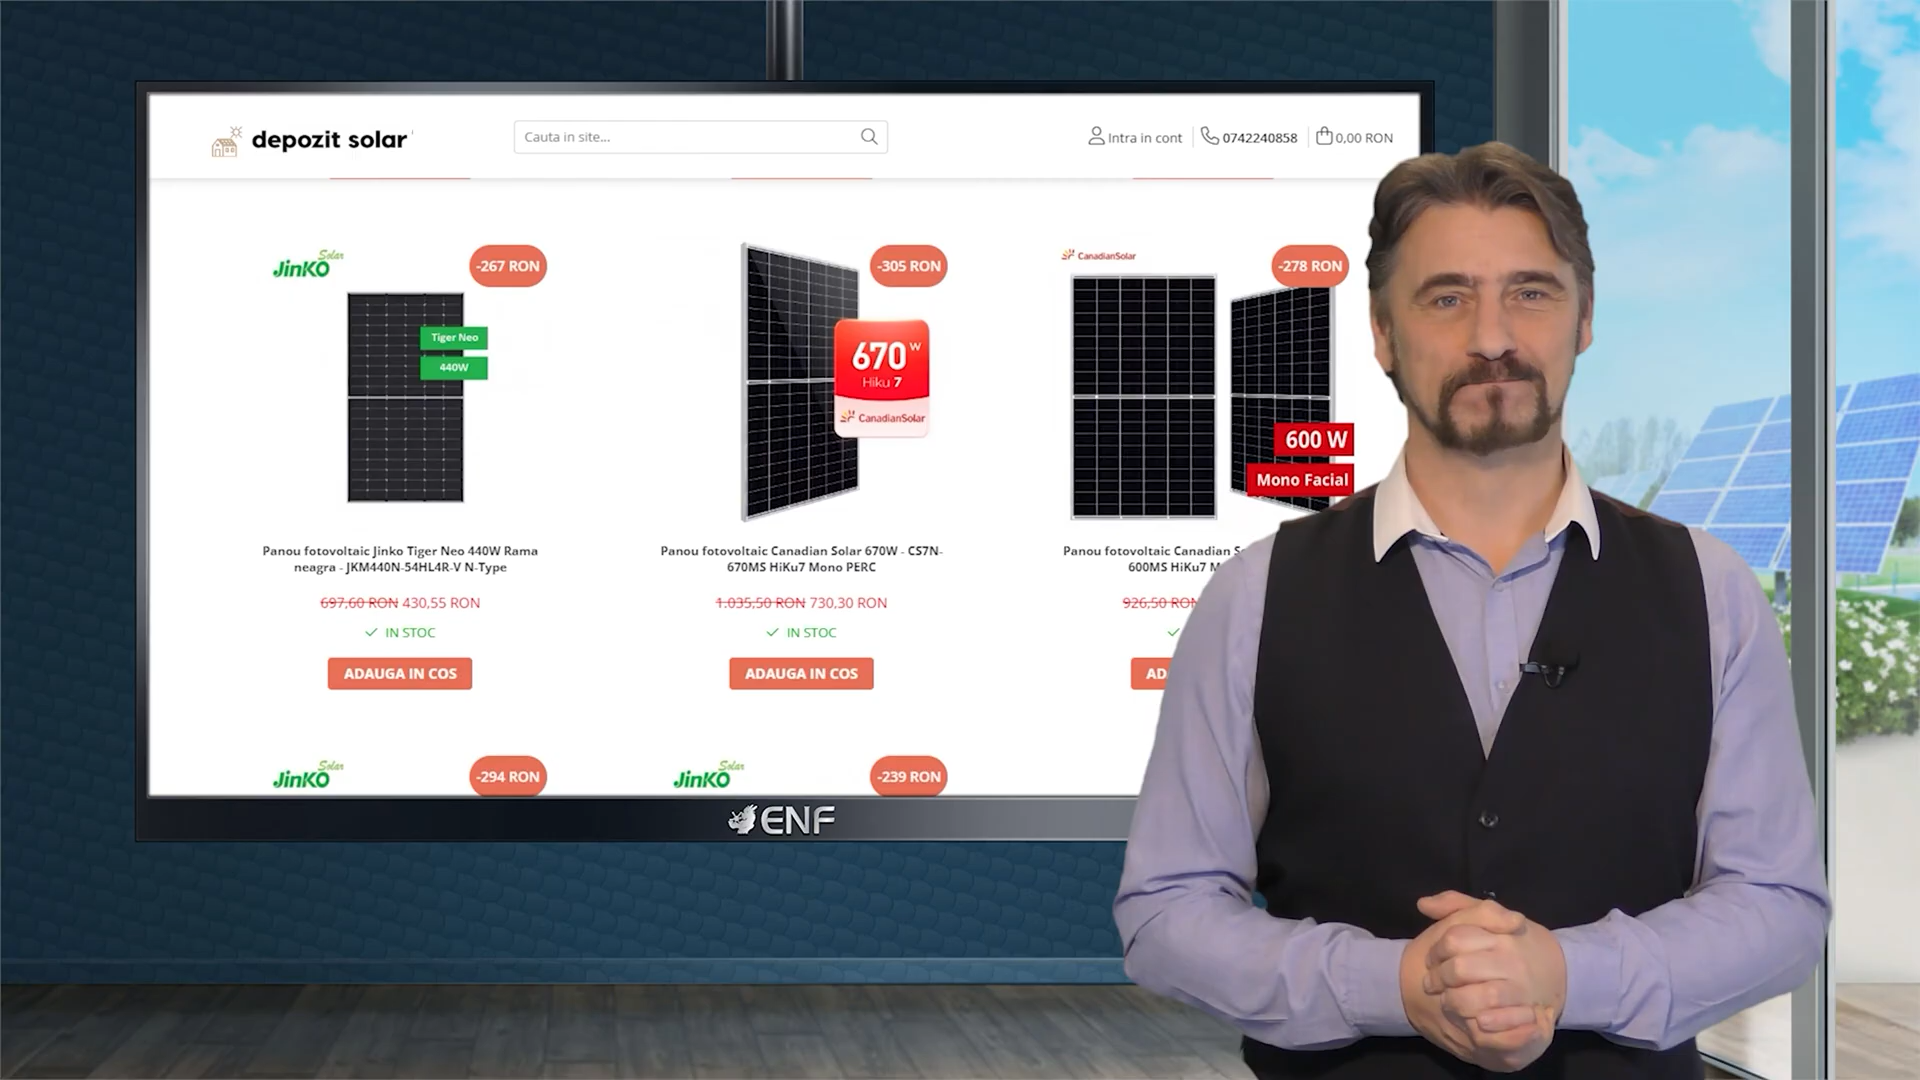 depozit solar
Cauta in site...
Intra in cont
0742240858
0,00 RON
JinKO Solar
-267 RON
Tiger Neo
440W
Panou fotovoltaic Jinko Tiger Neo 440W Rama
neagra - JKM440N-54HL4R-V N-Type
697,60 RON 430,55 RON
IN STOC
ADAUGA IN COS
-305 RON
670 W
Hiku 7
CanadianSolar
Panou fotovoltaic Canadian Solar 670W - CS7N-
670MS HiKu7 Mono PERC
1.035,50 RON 730,30 RON
IN STOC
ADAUGA IN COS
CanadianSolar
-278 RON
600 W
Mono Facial
Panou fotovoltaic Canadian
600MS HiKu7
926,50 RON
JinKO Solar
-294 RON
JinKO Solar
-239 RON
ENF